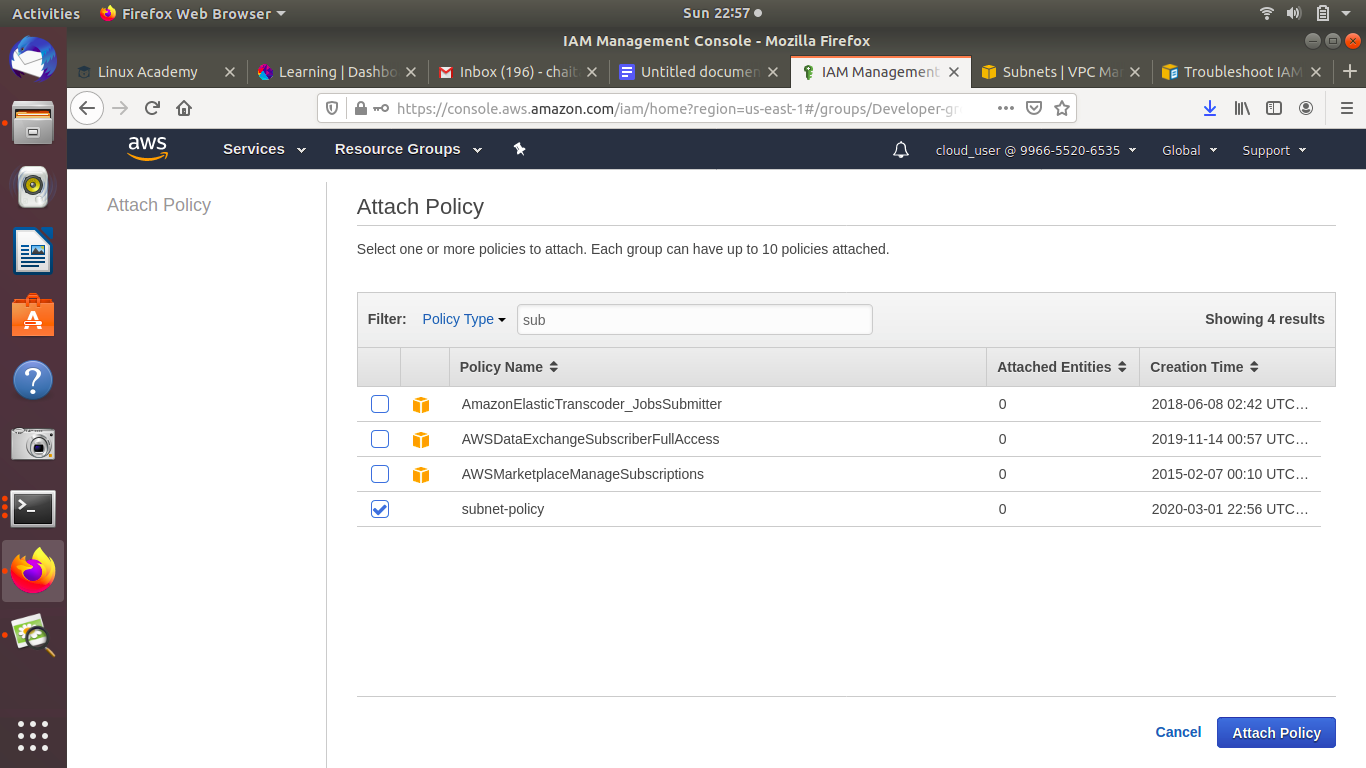 Activities Firefox Web Browser Sun 22:57
IAM Management Console - Mozilla Firefox
Linux Academy Learning | Dashbo Inbox (196) - chait IAM Management Untitled documen Subnets | VPC Ma Troubleshoot IAM
https://console.aws.amazon.com/iam/home?region=us-east-1#/groups/Developer-gr
aws Services Resource Groups cloud_user @ 9966-5520-6535 Global Support
Attach Policy
Attach Policy
Select one or more policies to attach. Each group can have up to 10 policies attached.
Filter: Policy Type sub Showing 4 results
Policy Name Attached Entities Creation Time
AmazonElasticTranscoder_JobsSubmitter 0 2018-06-08 02:42 UTC…
AWSDataExchangeSubscriberFullAccess 0 2019-11-14 00:57 UTC…
AWSMarketplaceManageSubscriptions 0 2015-02-07 00:10 UTC…
subnet-policy 0 2020-03-01 22:56 UTC…
Cancel Attach Policy